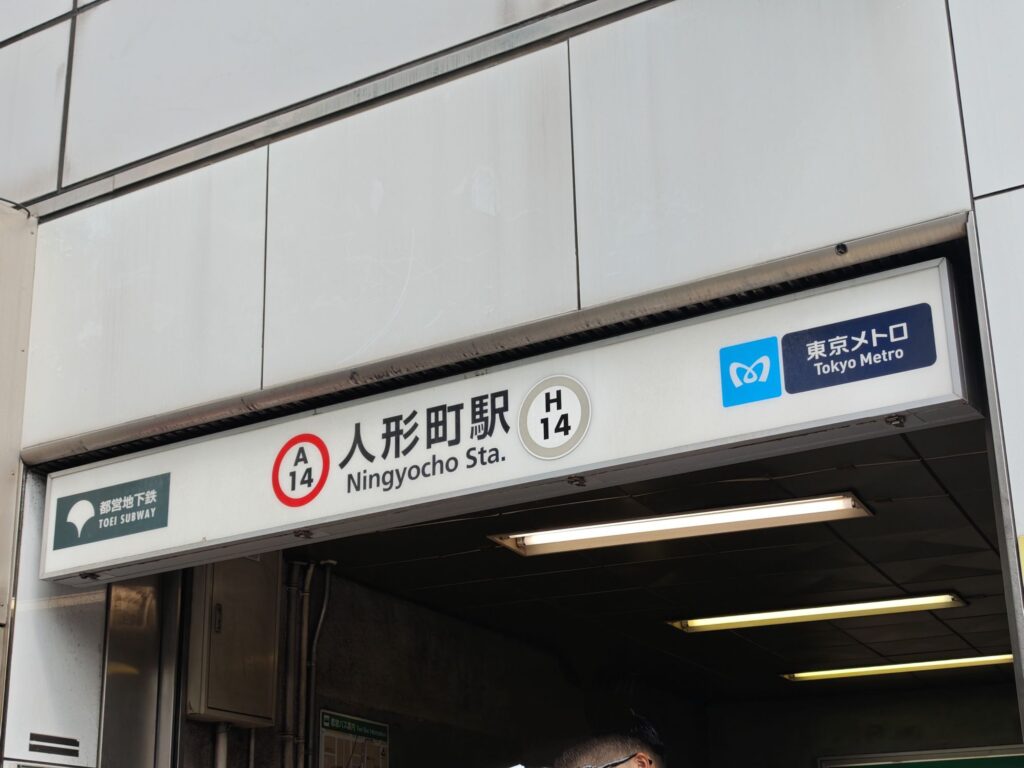 都営地下鉄
TOEI SUBWAY
A
14
人形町駅
Ningyocho Sta.
H
14
東京メトロ
Tokyo Metro